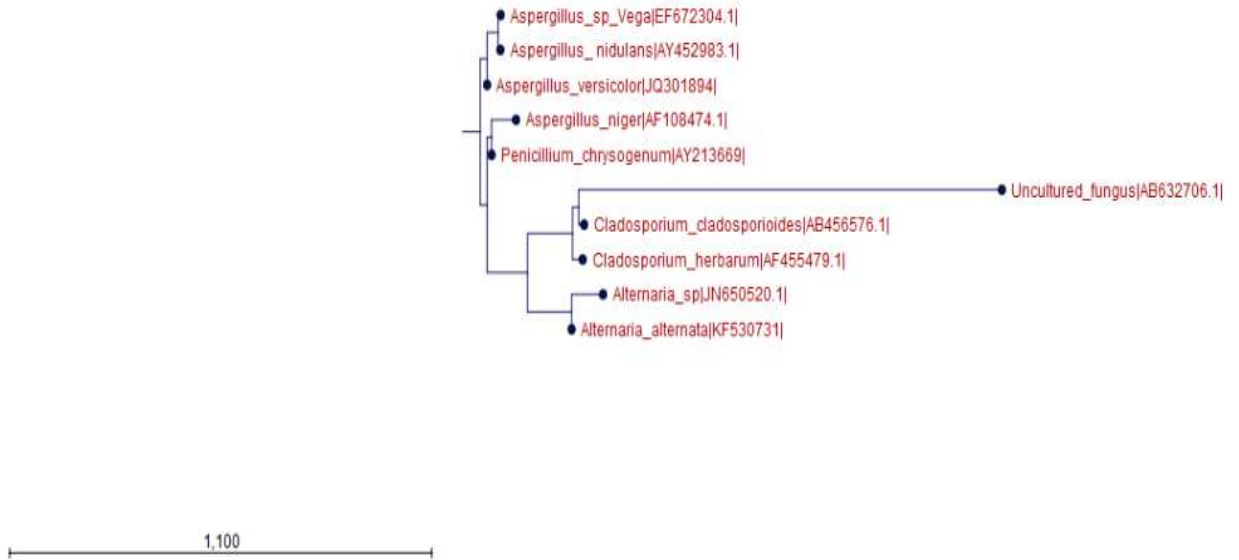 Aspergillus_sp_Vega|EF672304.1|
Aspergillus_ nidulans|AY452983.1|
Aspergillus_versicolor|JQ301894|
Aspergillus_niger|AF108474.1|
Penicillium_chrysogenum|AY213669|
Uncultured_fungus|AB632706.1|
Cladosporium_cladosporioides|AB456576.1|
Cladosporium_herbarum|AF455479.1|
Alternaria_sp|JN650520.1|
Alternaria_alternata|KF530731|
1,100